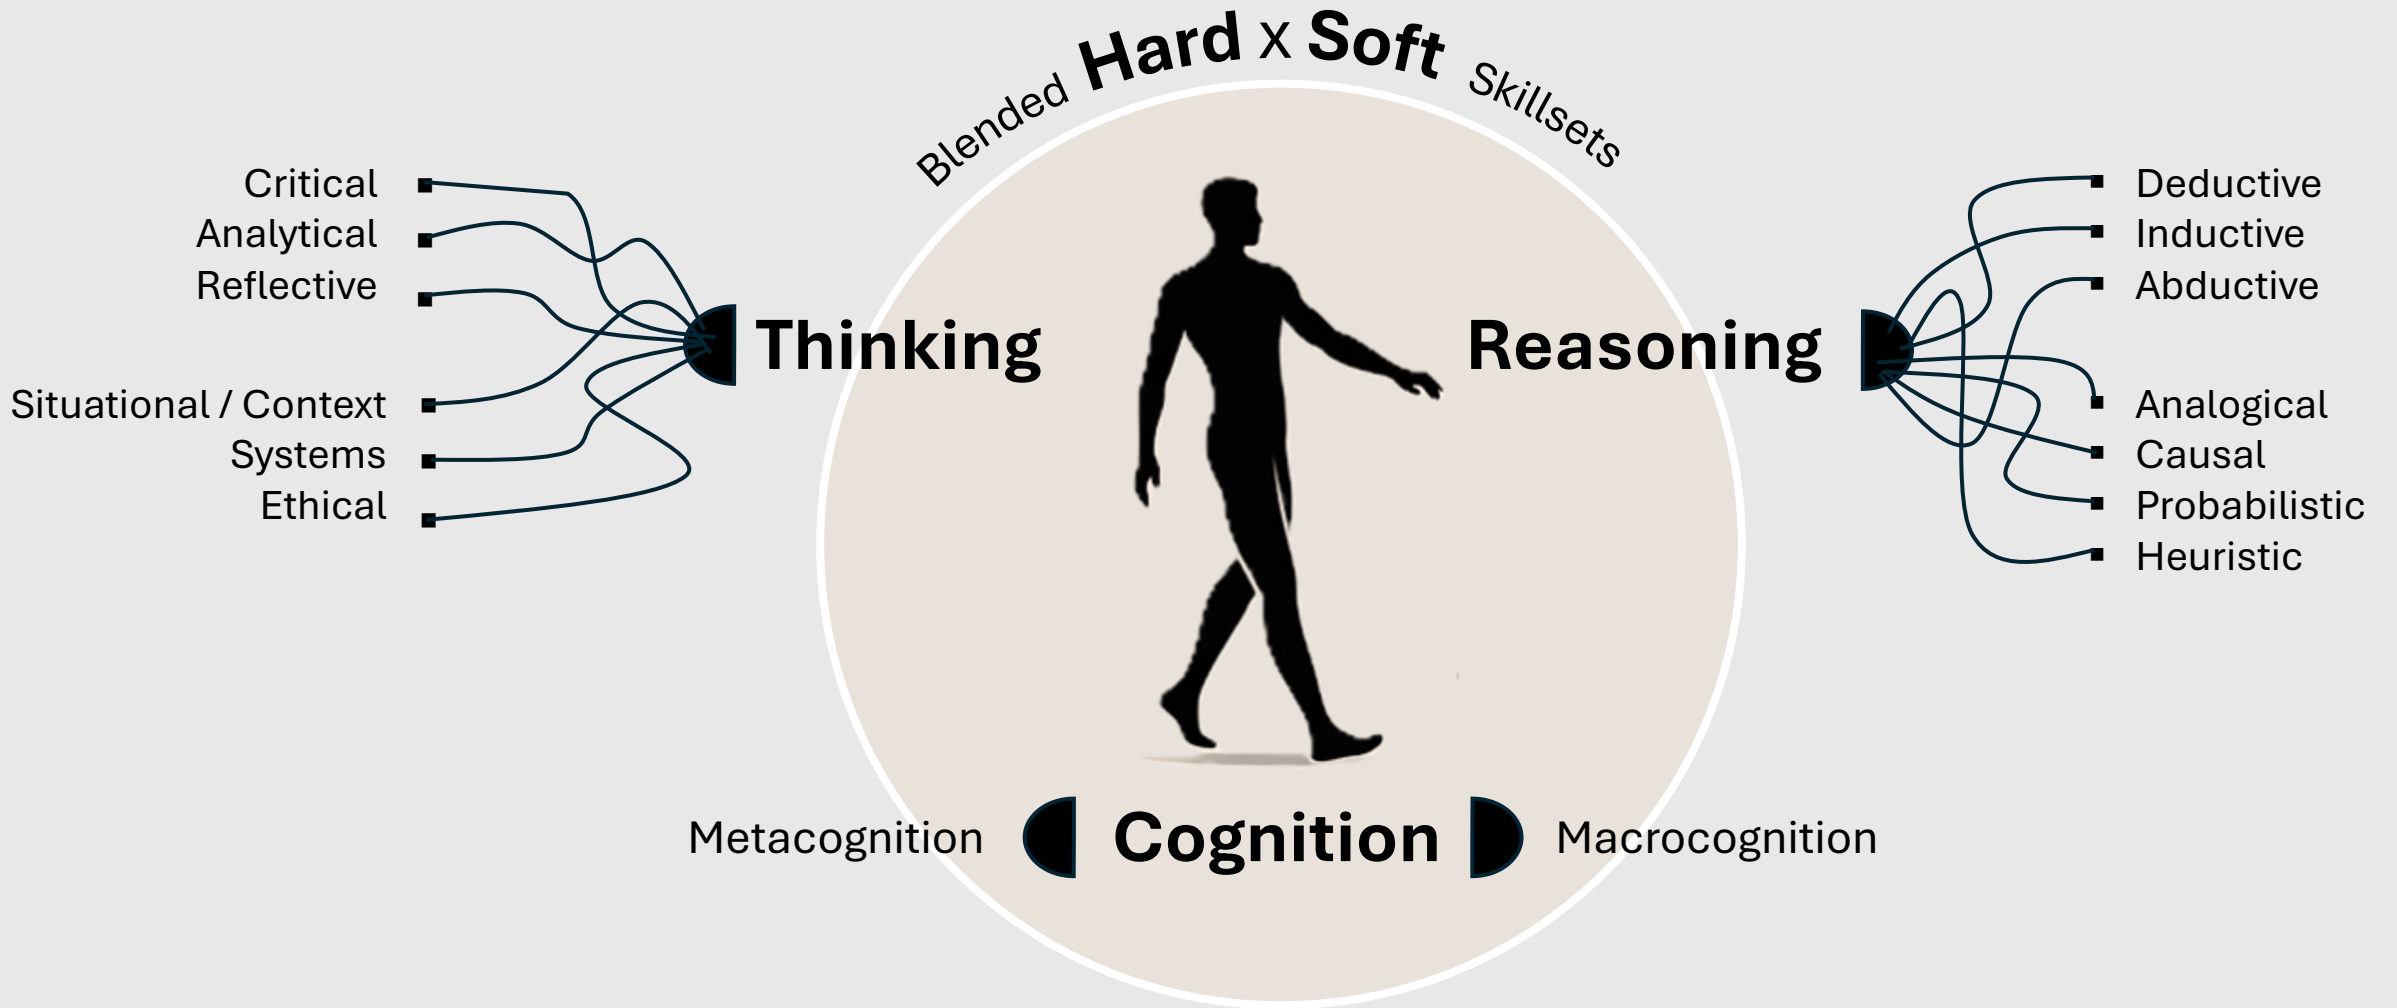 Blended Hard x Soft Skillsets
Critical
Analytical
Reflective
Situational / Context
Systems
Ethical
Thinking
Reasoning
Deductive
Inductive
Abductive
Analogical
Causal
Probabilistic
Heuristic
Metacognition
Cognition
Macrocognition